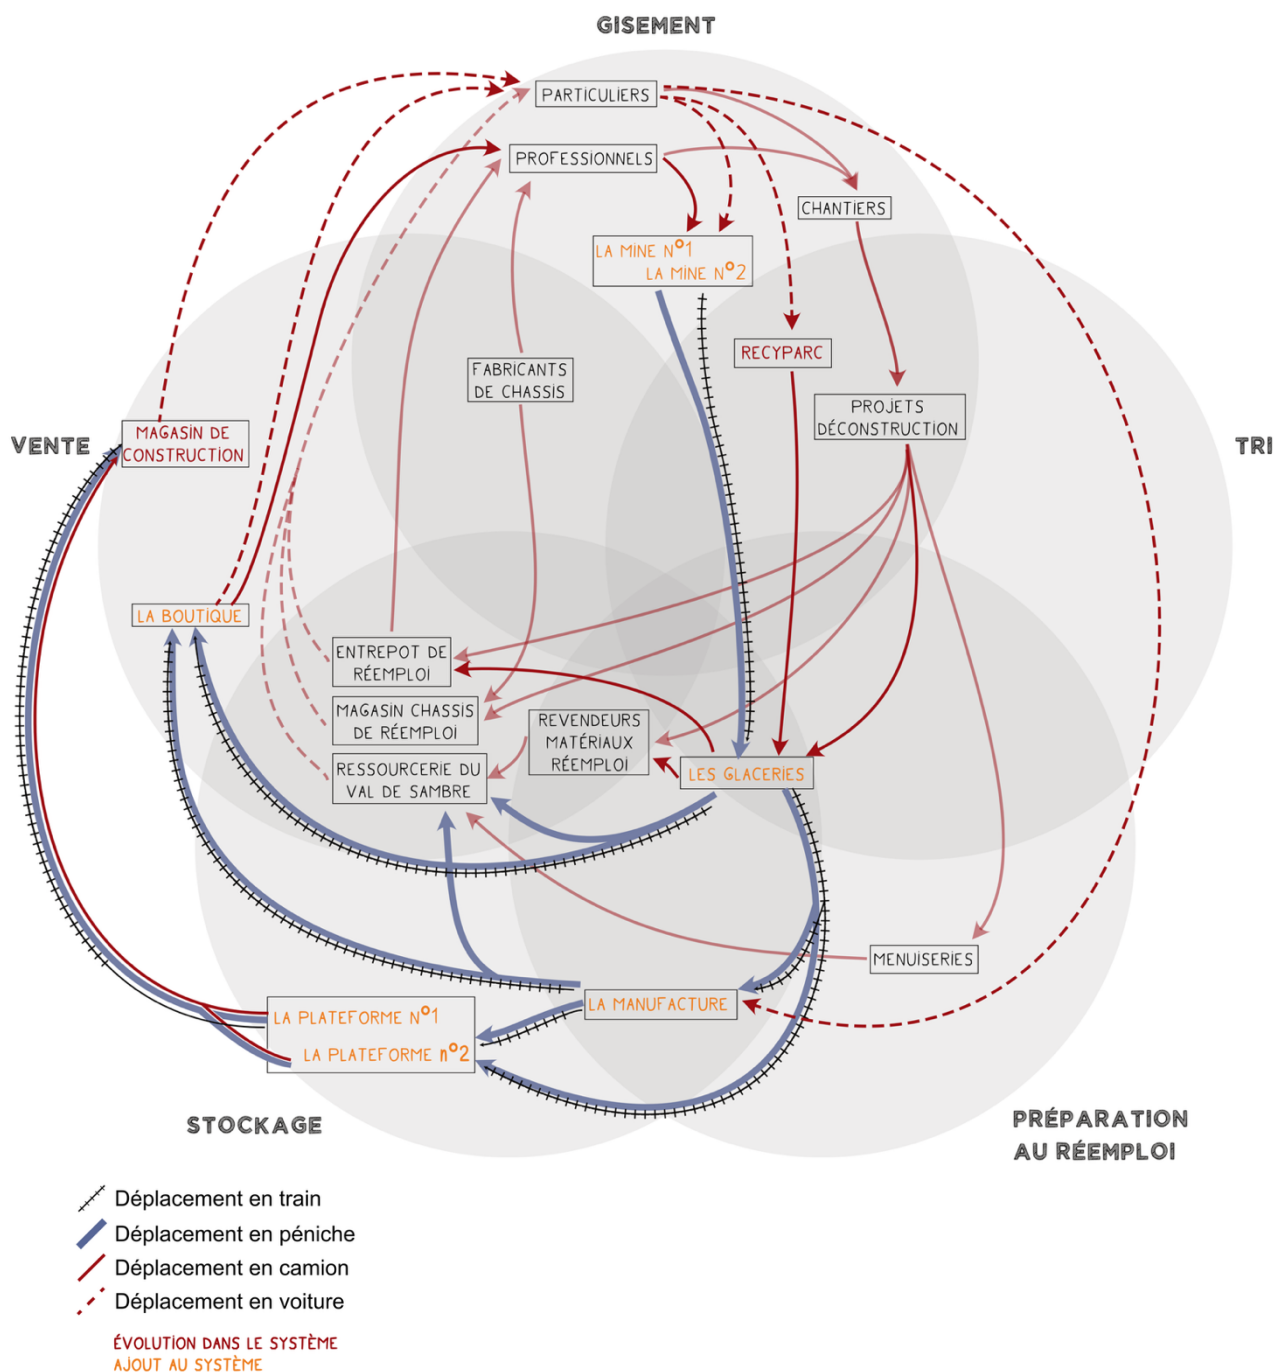 GISEMENT
PARTICULIERS
PROFESSIONNELS
CHANTIERS
LA MINE N°1
LA MINE N°2
RECYPARC
FABRICANTS
DE CHASSIS
PROJETS
DÉCONSTRUCTION
VENTE
MAGASIN DE
CONSTRUCTION
TRI
LA BOUTIQUE
ENTREPOT DE
RÉEMPLOI
MAGASIN CHASSIS
DE RÉEMPLOI
REVENDEURS
MATÉRIAUX
RÉEMPLOI
RESSOURCERIE DU
VAL DE SAMBRE
LES GLACERIES
MENUISERIES
LA MANUFACTURE
LA PLATEFORME N°1
LA PLATEFORME n°2
STOCKAGE
PRÉPARATION
AU RÉEMPLOI
Déplacement en train
Déplacement en péniche
Déplacement en camion
Déplacement en voiture
ÉVOLUTION DANS LE SYSTÈME
AJOUT AU SYSTÈME